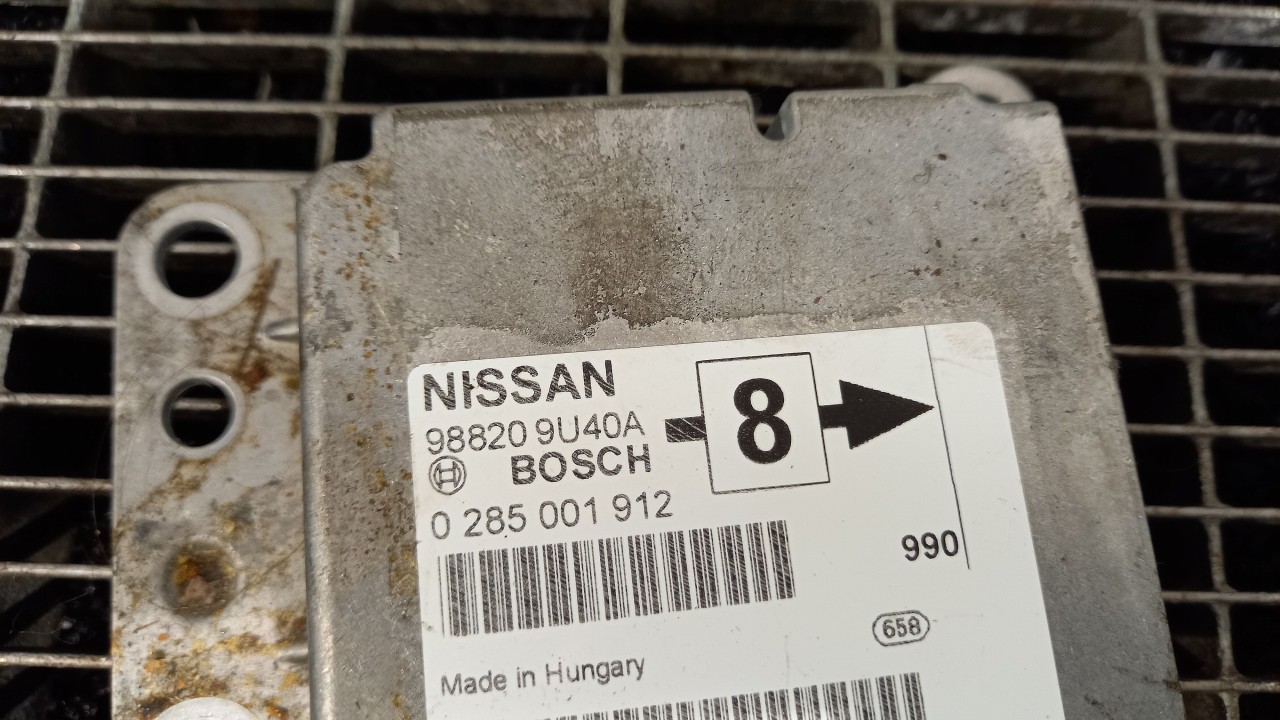 NISSAN
98820 9U40A
8
BOSCH
0 285 001 912
990
658
Made in Hungary